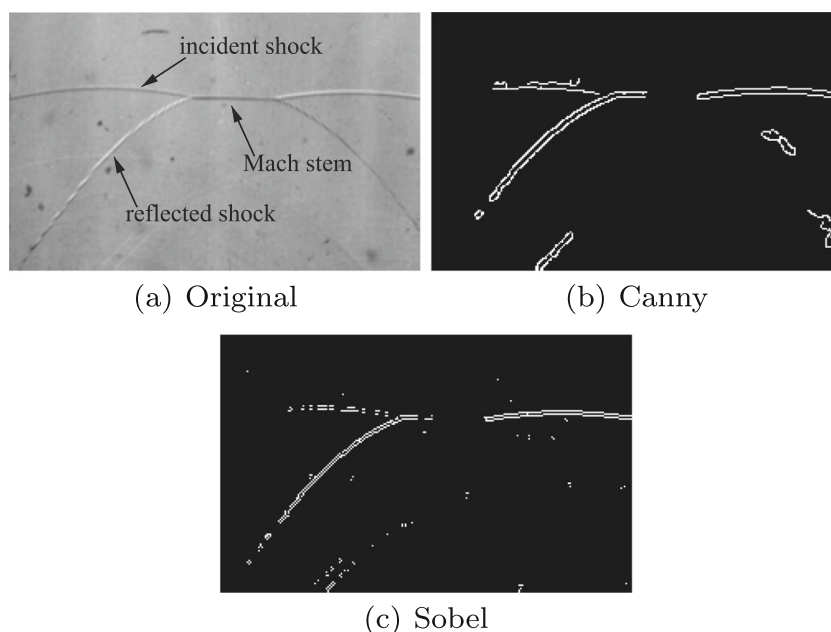 incident shock
Mach stem
reflected shock
(a) Original
(b) Canny
(c) Sobel